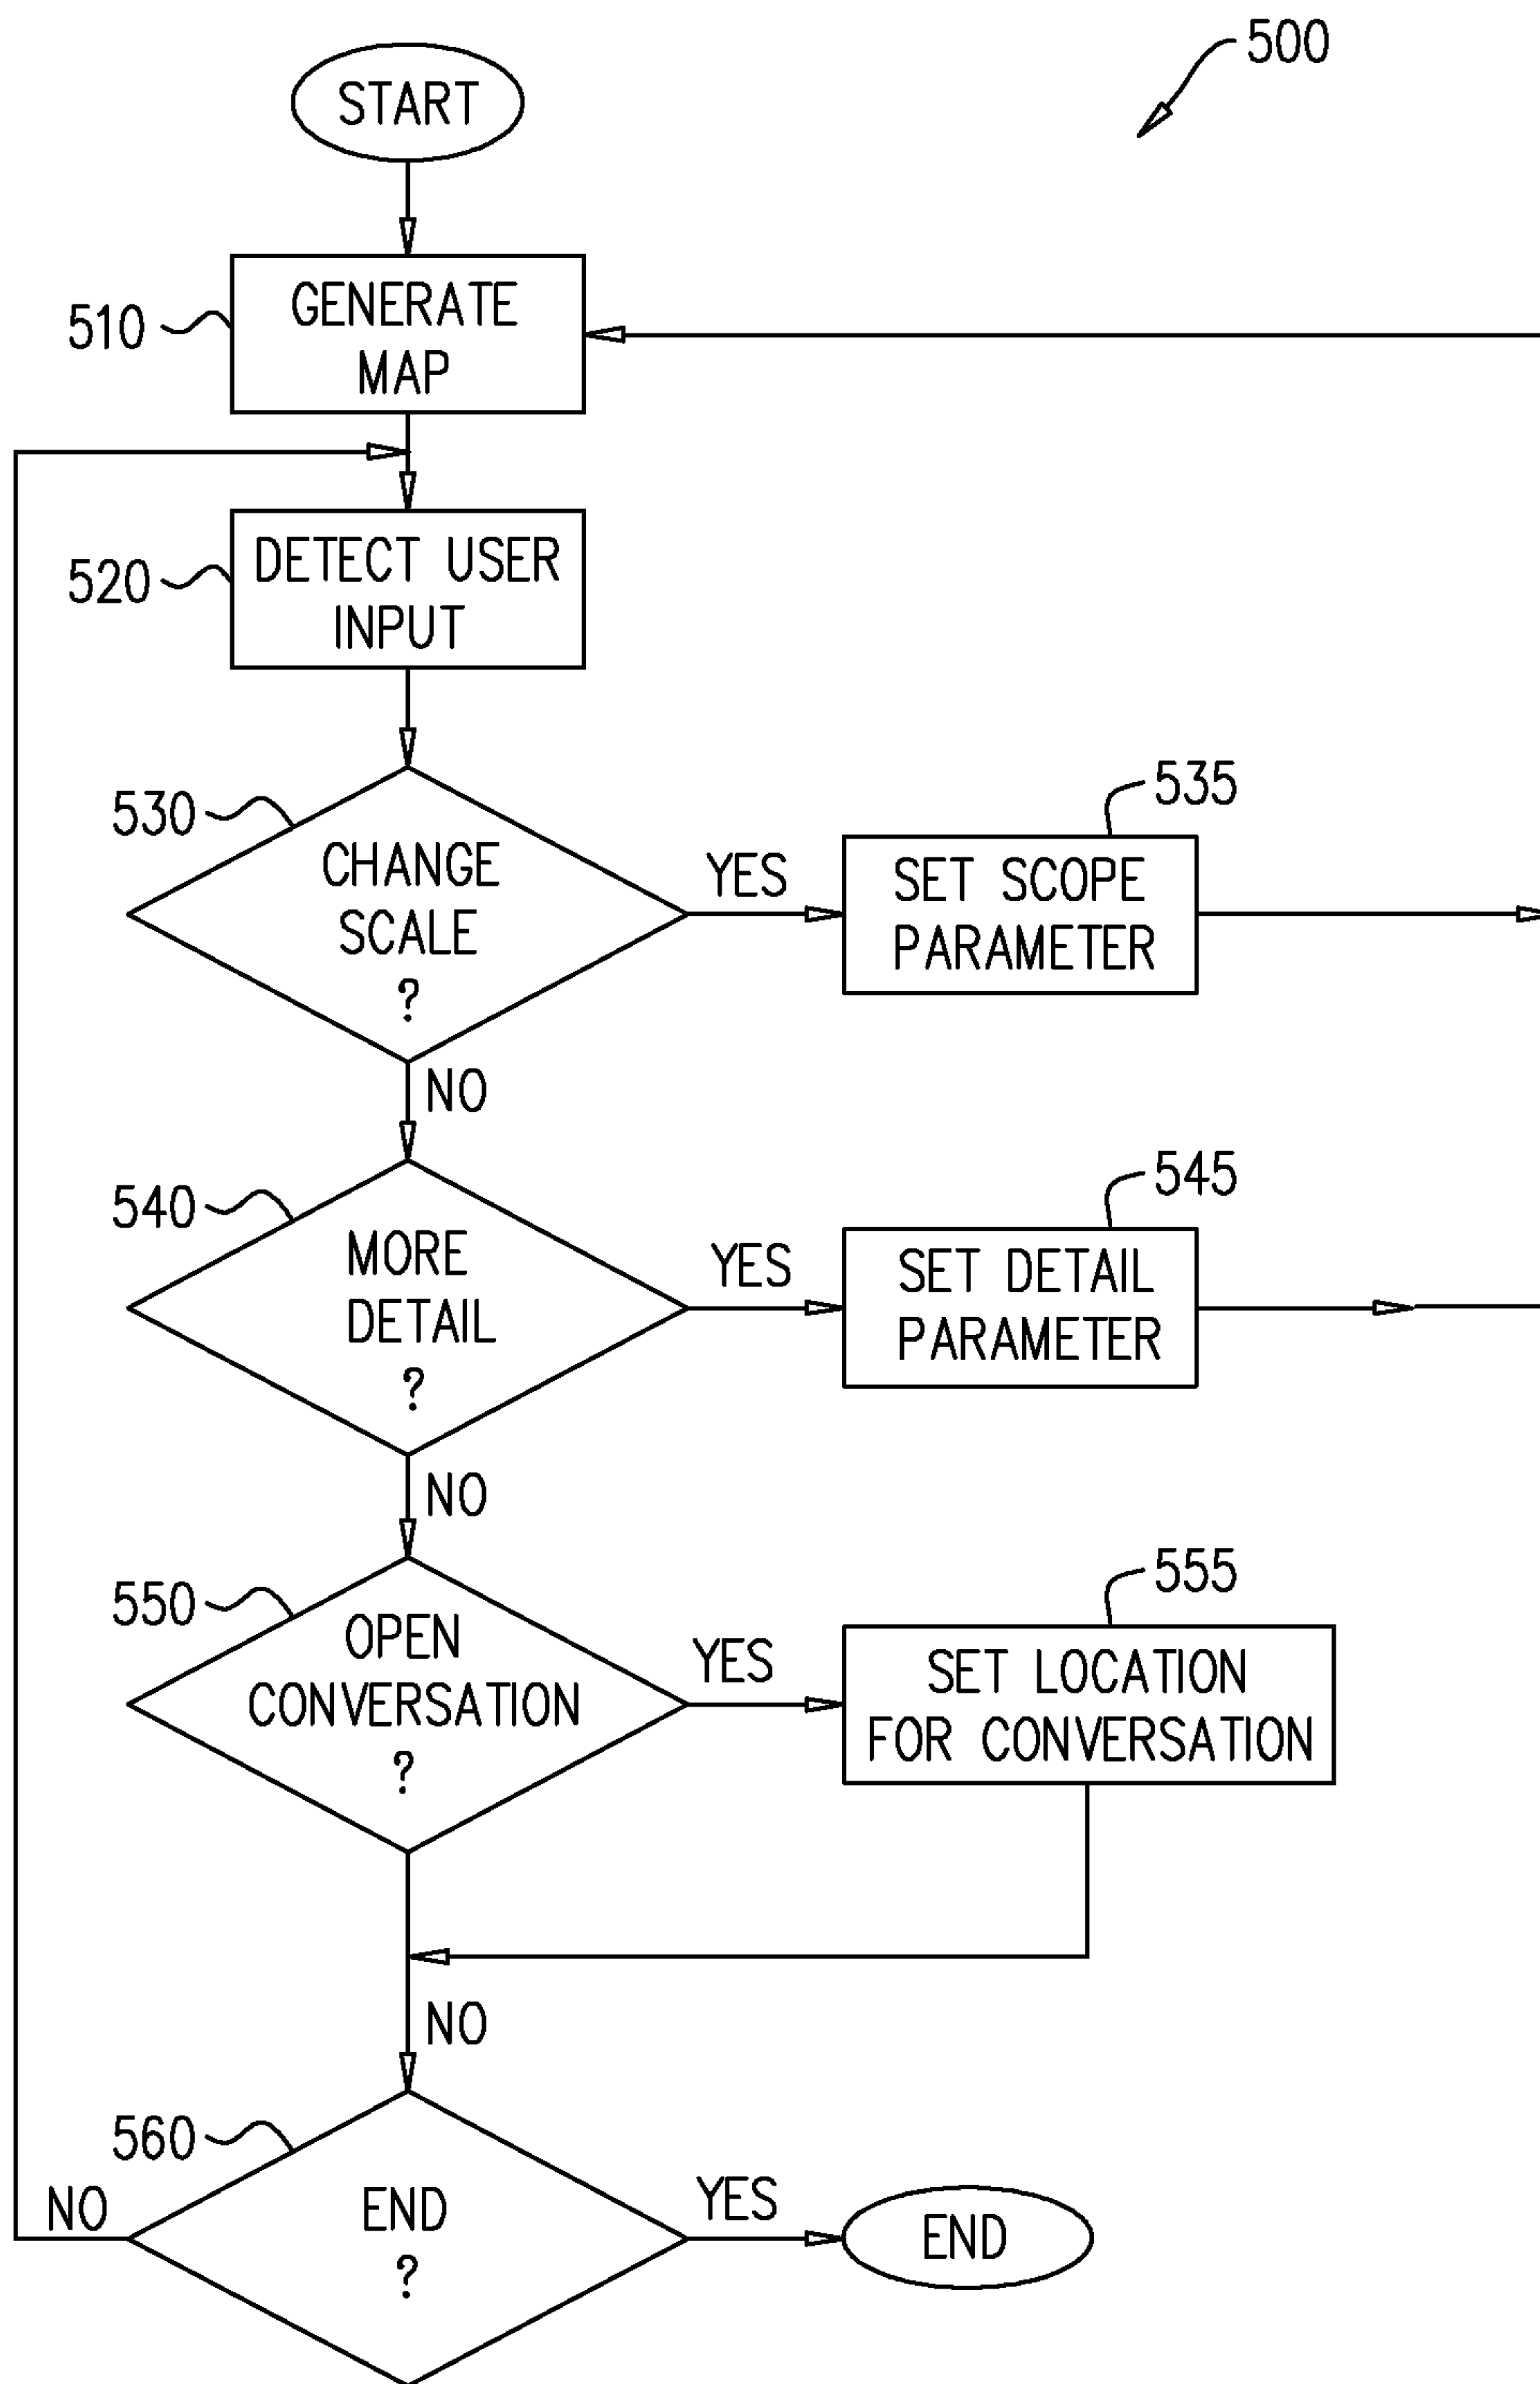 500
START
510
GENERATE
MAP
520
DETECT USER
INPUT
530
CHANGE
SCALE
?
YES
535
SET SCOPE
PARAMETER
NO
540
MORE
DETAIL
?
YES
545
SET DETAIL
PARAMETER
NO
550
OPEN
CONVERSATION
?
YES
555
SET LOCATION
FOR CONVERSATION
NO
560
NO
END
?
YES
END